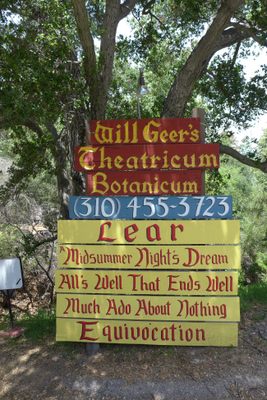 Will Geer's
Theatricum
Botanicum
(310) 455-3723
Lear
Midsummer Night's Dream
All's Well That Ends Well
Much Ado About Nothing
Equivocation